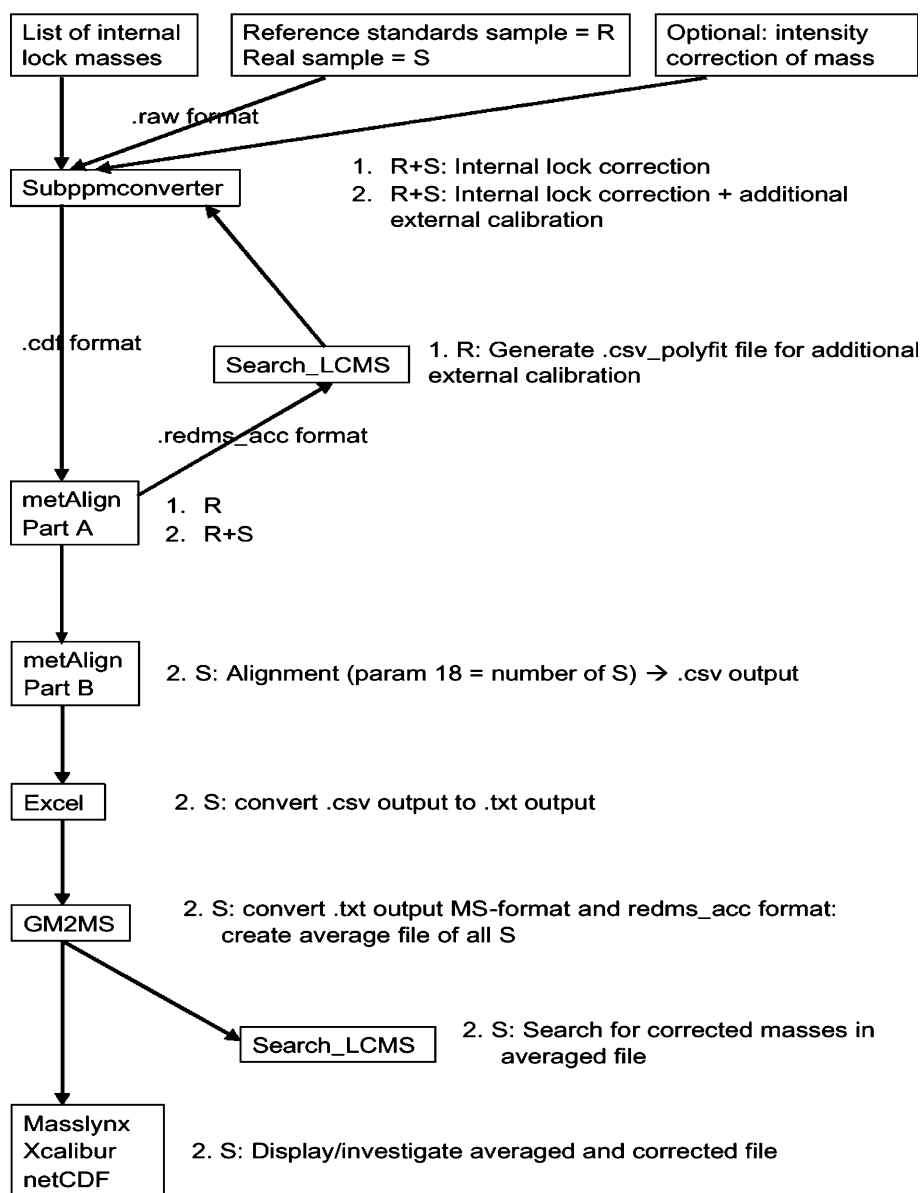 List of internal
lock masses
Reference standards sample = R
Real sample = S
Optional: intensity
correction of mass
.raw format
Subppmconverter
1. R+S: Internal lock correction
2. R+S: Internal lock correction + additional
external calibration
.cdf format
Search_LCMS
1. R: Generate .csv_polyfit file for additional
external calibration
.redms_acc format
metAlign
Part A
1. R
2. R+S
metAlign
Part B
2. S: Alignment (param 18 = number of S) → .csv output
Excel
2. S: convert .csv output to .txt output
GM2MS
2. S: convert .txt output MS-format and redms_acc format:
create average file of all S
Search_LCMS
2. S: Search for corrected masses in
averaged file
Masslynx
Xcalibur
netCDF
2. S: Display/investigate averaged and corrected file